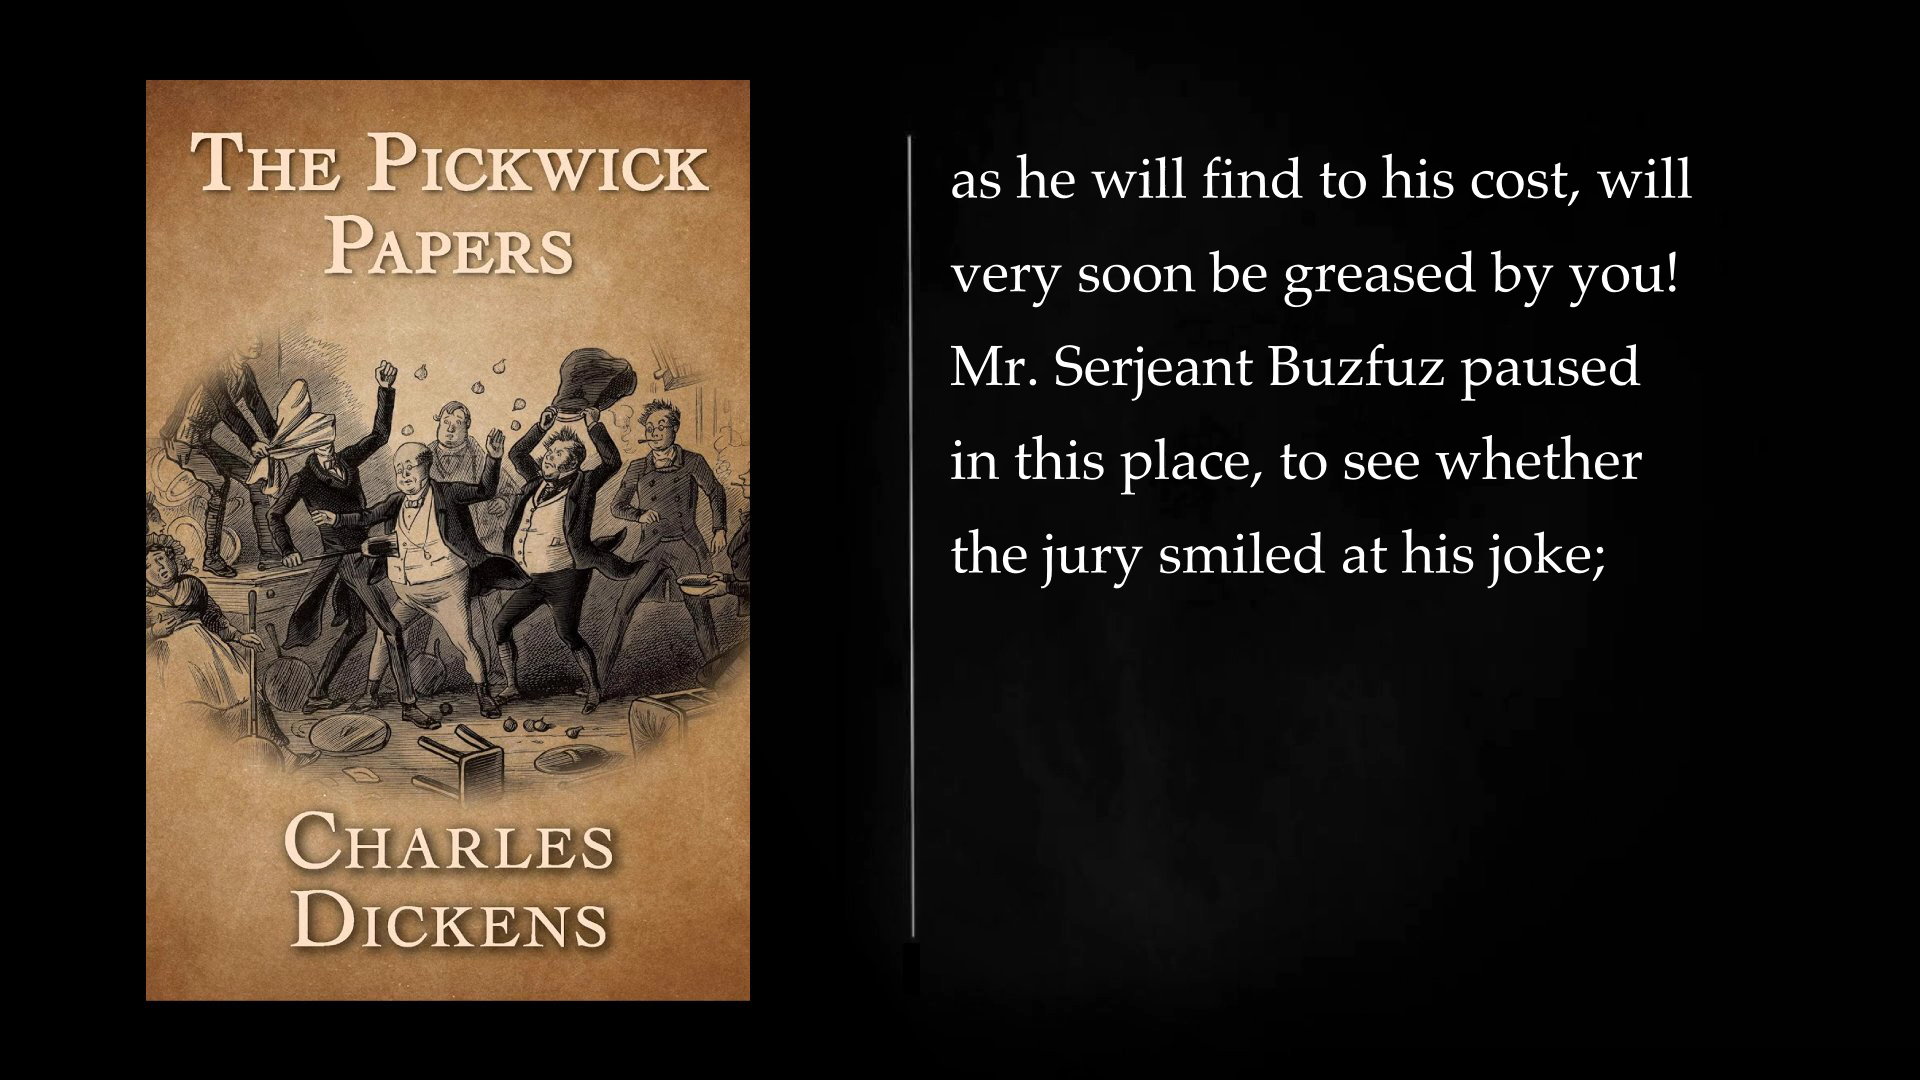 THE PICKWICK
PAPERS
CHARLES
DICKENS
as he will find to his cost, will
very soon be greased by you!
Mr. Serjeant Buzfuz paused
in this place, to see whether
the jury smiled at his joke;